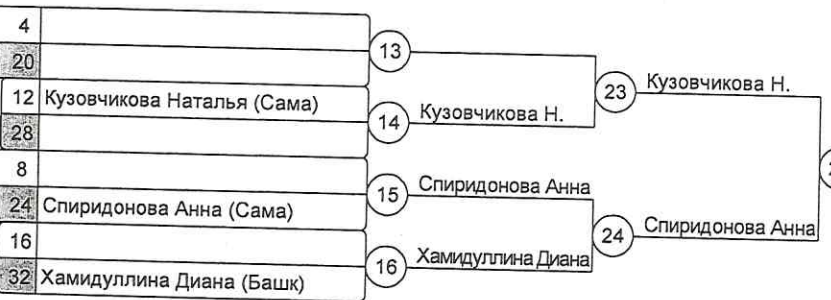 4
20
13
12 Кузовчикова Наталья (Сама)
28
14 Кузовчикова Н.
23 Кузовчикова Н.
8
24 Спиридонова Анна (Сама)
15 Спиридонова Анна
16
32 Хамидуллина Диана (Башк)
16 Хамидуллина Диана
24 Спиридонова Анна